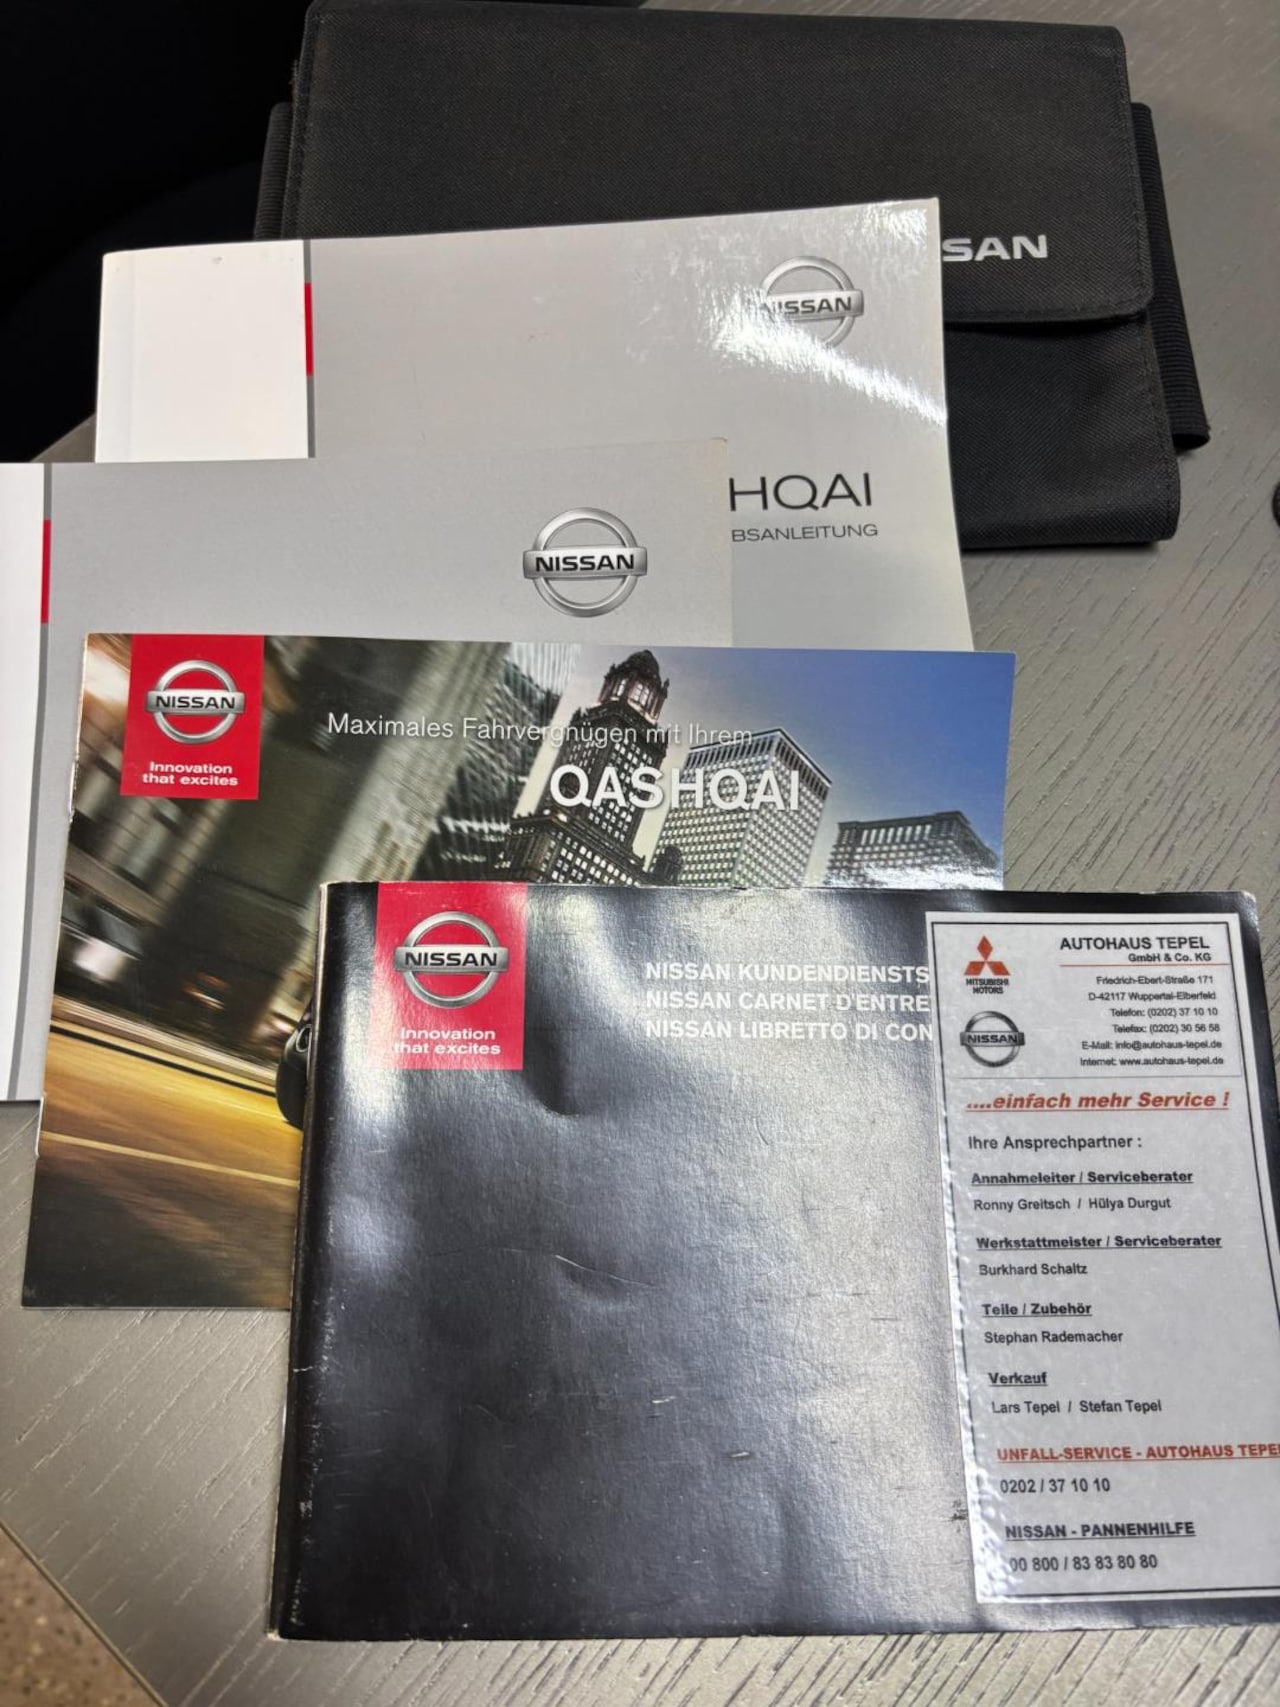 SAN
NISSAN
HQAI
BSANLEITUNG
NISSAN
NISSAN
Innovation
that excites
Maximales Fahrvergnügen mit Ihrem
QASHQAI
NISSAN
Innovation
that excites
NISSAN KUNDENDIENSTS
NISSAN CARNET D'ENTRE
NISSAN LIBRETTO DI CON
MITSUBISHI
MOTORS
NISSAN
AUTOHAUS TEPEL
GmbH & Co. KG
Friedrich-Ebert-Straße 171
D-42117 Wuppertal-Elberfeld
Telefon: (0202) 37 10 10
Telefax: (0202) 30 56 58
E-Mail: info@autohaus-tepel.de
Internet: www.autohaus-tepel.de
....einfach mehr Service !
Ihre Ansprechpartner :
Annahmeleiter / Serviceberater
Ronny Greitsch / Hülya Durgut
Werkstattmeister / Serviceberater
Burkhard Schaltz
Teile / Zubehör
Stephan Rademacher
Verkauf
Lars Tepel / Stefan Tepel
UNFALL-SERVICE - AUTOHAUS TEPEL
0202 / 37 10 10
NISSAN - PANNENHILFE
00 800 / 83 83 80 80